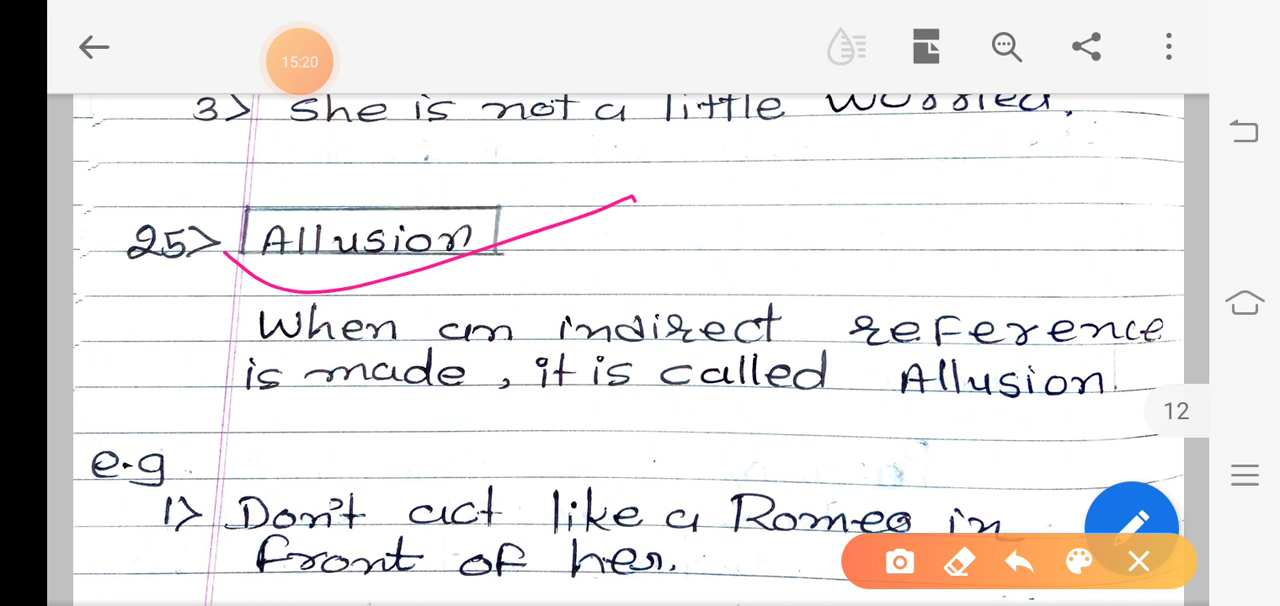 15:20
3> She is not a little worried.
25> Allusion
When an indirect reference
is made, it is called Allusion.
12
e-g
1> Don't act like a Romeo in
front of her.